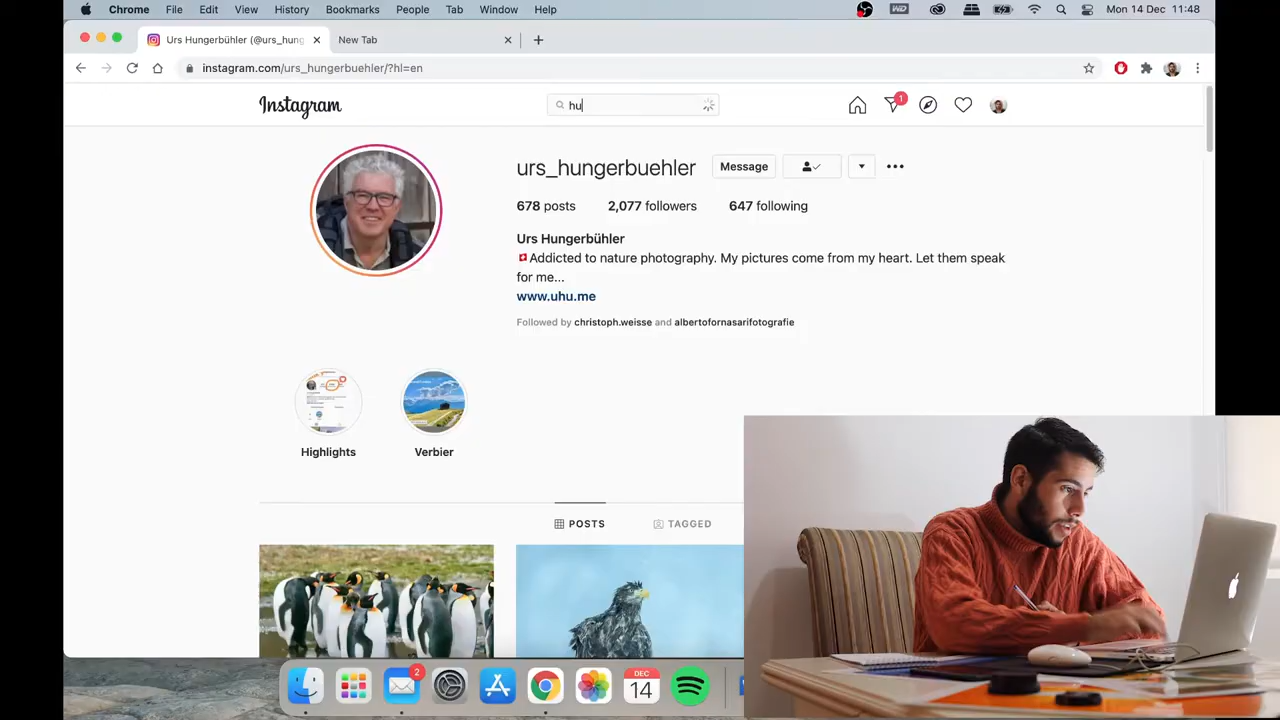 Chrome File Edit View History Bookmarks People Tab Window Help
WD
Mon 14 Dec 11:48
Urs Hungerbühler (@urs_hung
New Tab
instagram.com/urs_hungerbuehler/?hl=en
Instagram
hu
1
urs_hungerbuehler
Message
678 posts 2,077 followers 647 following
Urs Hungerbühler
Addicted to nature photography. My pictures come from my heart. Let them speak
for me...
www.uhu.me
Followed by christoph.weisse and albertofornasarifotografie
Highlights
Verbier
POSTS
TAGGED
2
DEC
14